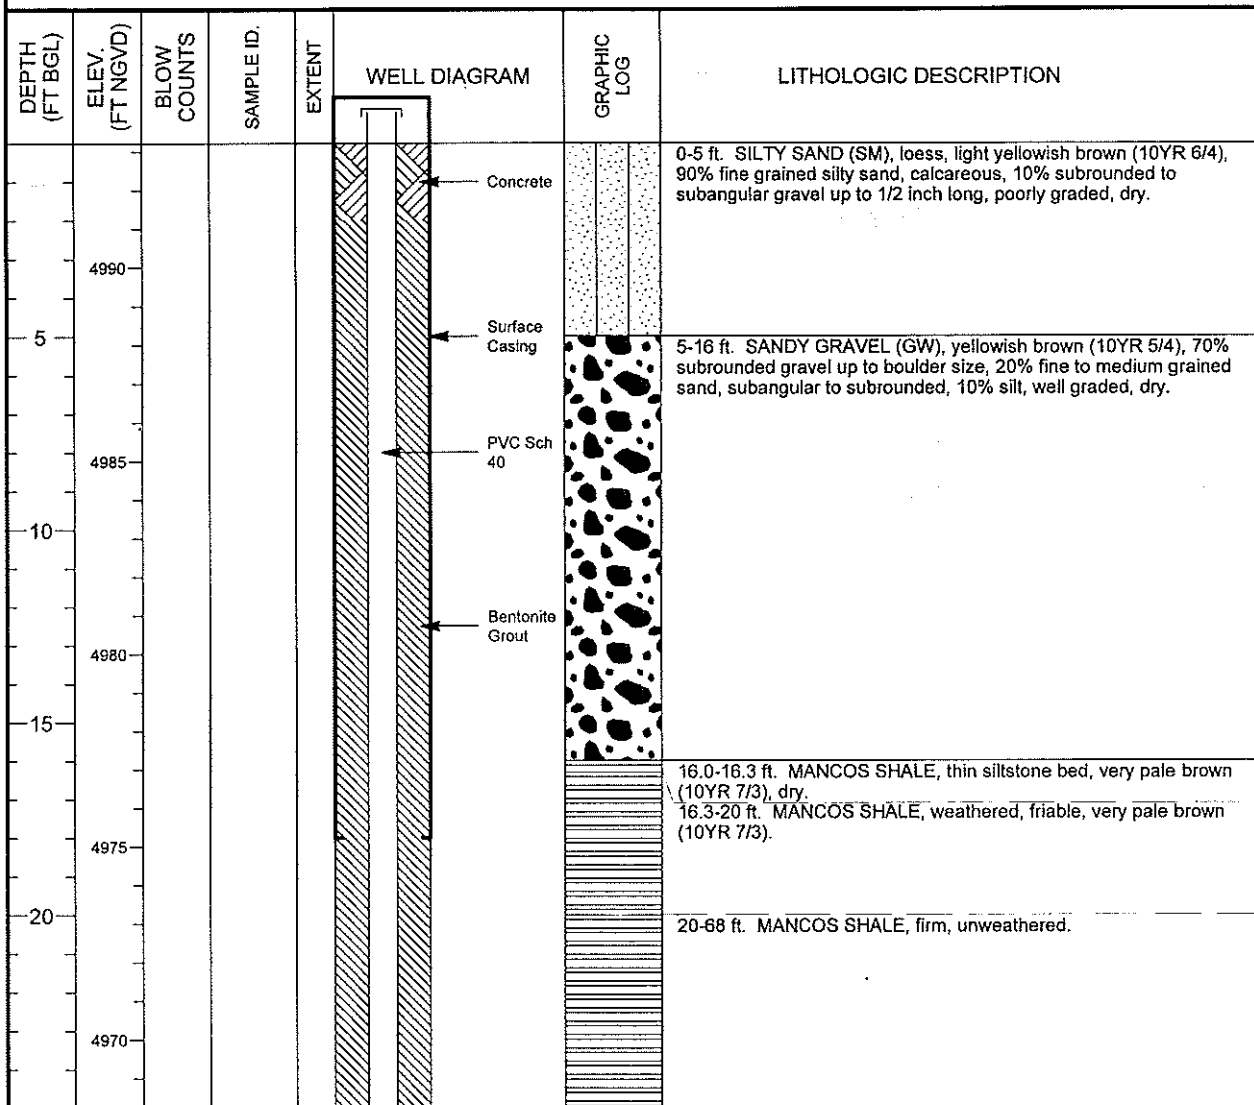 DEPTH
(FT BGL)
ELEV.
(FT NGVD)
BLOW
COUNTS
SAMPLE ID.
EXTENT
WELL DIAGRAM
GRAPHIC
LOG
LITHOLOGIC DESCRIPTION
0-5 ft. SILTY SAND (SM), loess, light yellowish brown (10YR 6/4),
90% fine grained silty sand, calcareous, 10% subrounded to
subangular gravel up to 1/2 inch long, poorly graded, dry.
Concrete
4990
Surface
Casing
5
5-16 ft. SANDY GRAVEL (GW), yellowish brown (10YR 5/4), 70%
subrounded gravel up to boulder size, 20% fine to medium grained
sand, subangular to subrounded, 10% silt, well graded, dry.
PVC Sch
40
4985
10
Bentonite
Grout
4980
15
16.0-16.3 ft. MANCOS SHALE, thin siltstone bed, very pale brown
(10YR 7/3), dry.
16.3-20 ft. MANCOS SHALE, weathered, friable, very pale brown
(10YR 7/3).
4975
20
20-68 ft. MANCOS SHALE, firm, unweathered.
4970